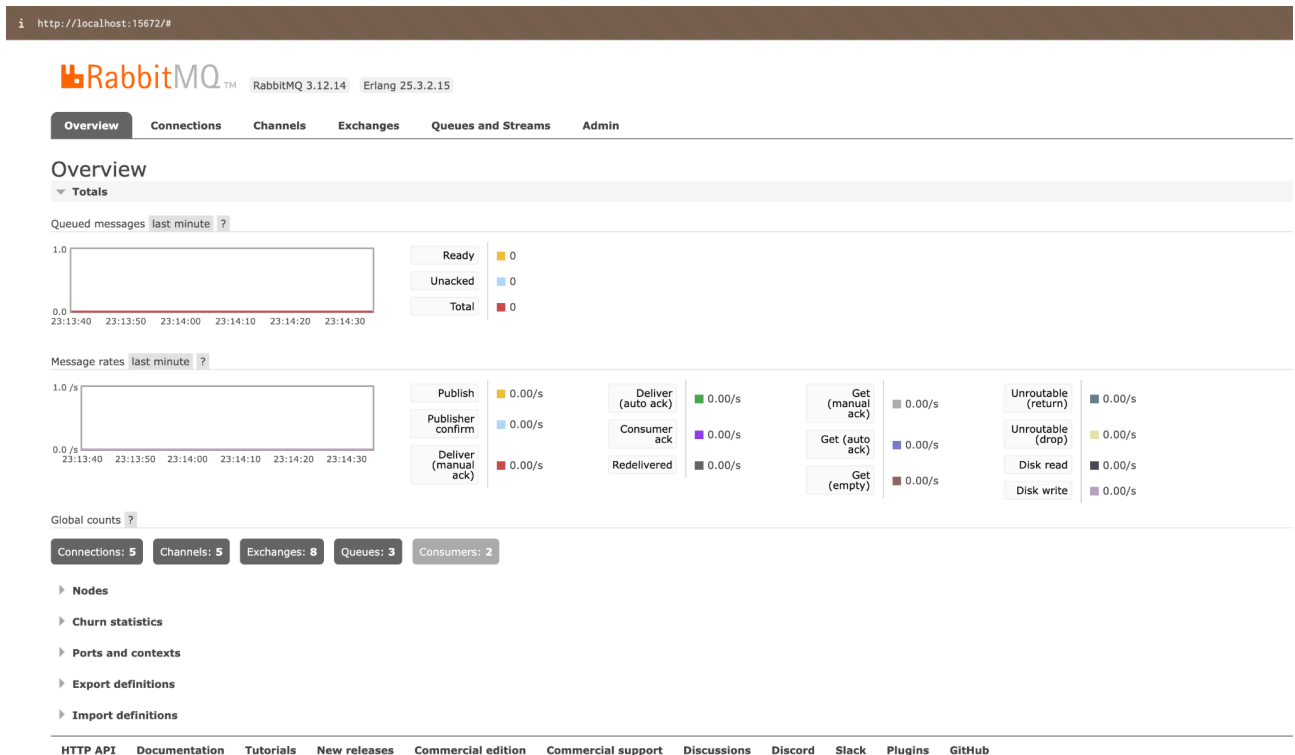 i http://localhost:15672/#
RabbitMQ TM RabbitMQ 3.12.14 Erlang 25.3.2.15
Overview Connections Channels Exchanges Queues and Streams Admin
Overview
Totals
Queued messages last minute ?
1.0
0.0
23:13:40 23:13:50 23:14:00 23:14:10 23:14:20 23:14:30
Ready 0
Unacked 0
Total 0
Message rates last minute ?
1.0 /s
0.0 /s
23:13:40 23:13:50 23:14:00 23:14:10 23:14:20 23:14:30
Publish 0.00/s
Publisher
confirm 0.00/s
Deliver
(manual
ack) 0.00/s
Deliver
(auto ack) 0.00/s
Consumer
ack 0.00/s
Redelivered 0.00/s
Get
(manual
ack) 0.00/s
Get (auto
ack) 0.00/s
Get
(empty) 0.00/s
Unroutable
(return) 0.00/s
Unroutable
(drop) 0.00/s
Disk read 0.00/s
Disk write 0.00/s
Global counts ?
Connections: 5 Channels: 5 Exchanges: 8 Queues: 3 Consumers: 2
Nodes
Churn statistics
Ports and contexts
Export definitions
Import definitions
HTTP API Documentation Tutorials New releases Commercial edition Commercial support Discussions Discord Slack Plugins GitHub